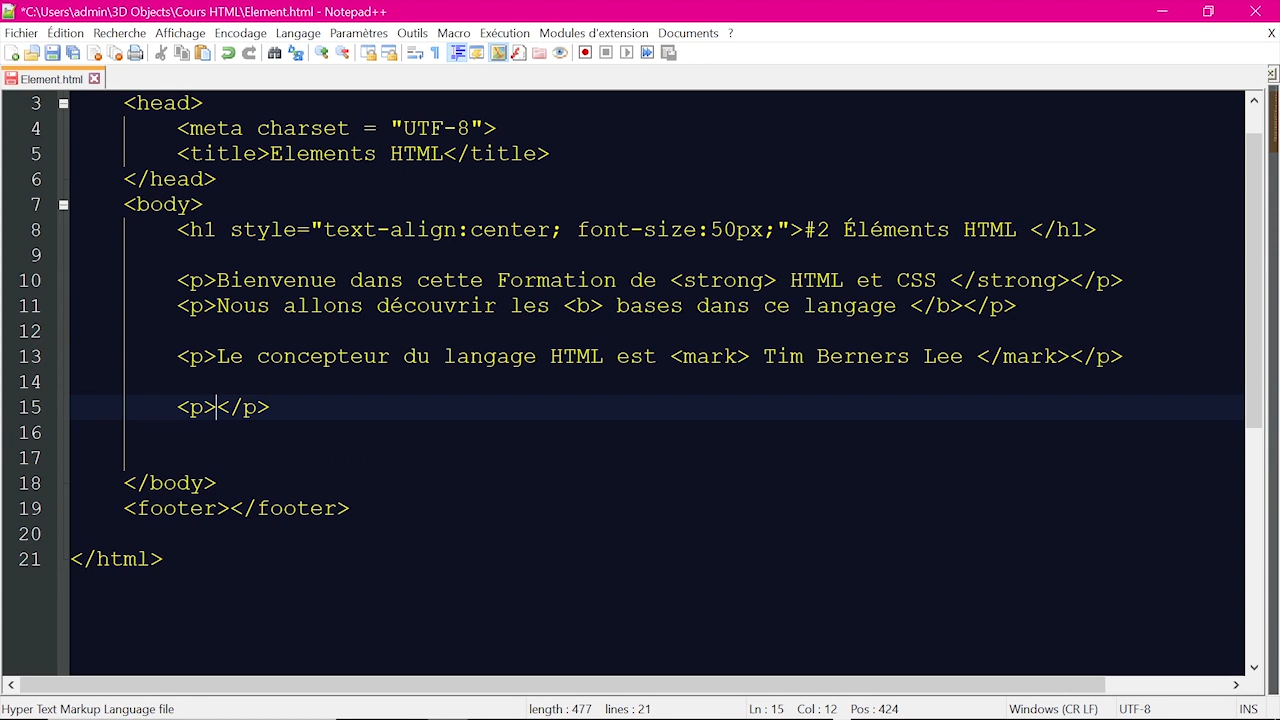 *C:\Users\admin\3D Objects\Cours HTML\Element.html - Notepad++
Fichier Édition Recherche Affichage Encodage Langage Paramètres Outils Macro Exécution Modules d'extension Documents ? X
Element.html
3 <head>
4 <meta charset = "UTF-8">
5 <title>Elements HTML</title>
6 </head>
7 <body>
8 <h1 style="text-align:center; font-size:50px;">#2 Éléments HTML </h1>
9
10 <p>Bienvenue dans cette Formation de <strong> HTML et CSS </strong></p>
11 <p>Nous allons découvrir les <b> bases dans ce langage </b></p>
12
13 <p>Le concepteur du langage HTML est <mark> Tim Berners Lee </mark></p>
14
15 <p></p>
16
17
18 </body>
19 <footer></footer>
20
21 </html>
Hyper Text Markup Language file length : 477 lines : 21 Ln : 15 Col : 12 Pos : 424 Windows (CR LF) UTF-8 INS